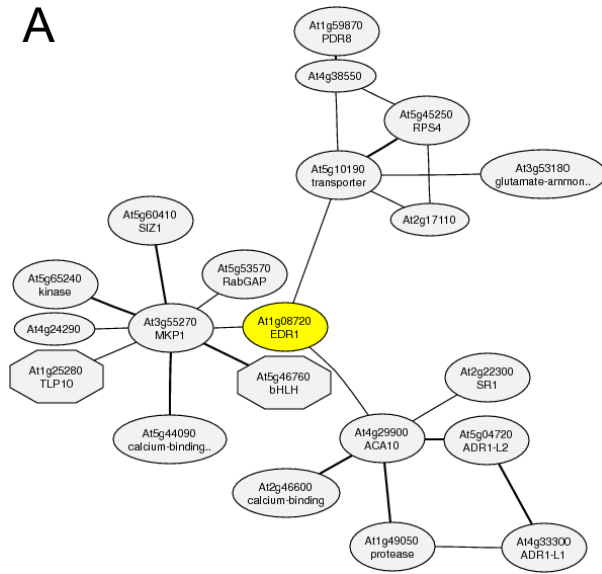 A
At1g59870
PDR8
At4g38550
At5g45250
RPS4
At5g10190
transporter
At3g53180
glutamate-ammon..
At2g17110
At5g60410
SIZ1
At5g53570
RabGAP
At5g65240
kinase
At4g24290
At3g55270
MKP1
At1g08720
EDR1
At1g25280
TLP10
At5g46760
bHLH
At5g44090
calcium-binding..
At2g22300
SR1
At4g29900
ACA10
At5g04720
ADR1-L2
At2g46600
calcium-binding
At1g49050
protease
At4g33300
ADR1-L1